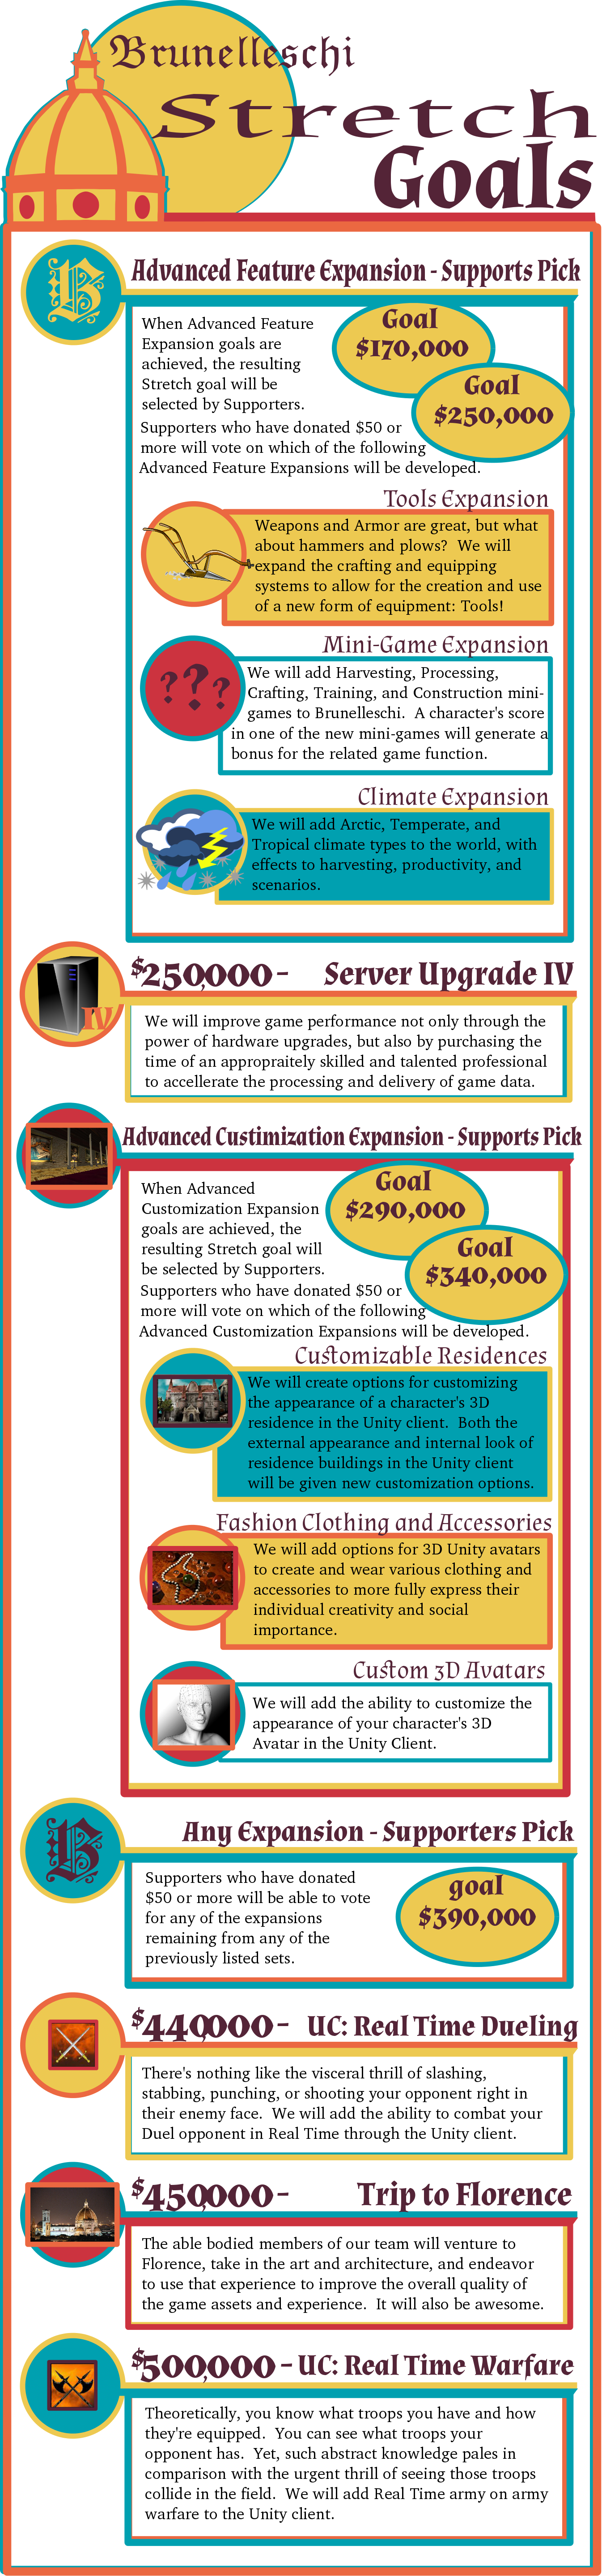 Brunelleschi
Stretch
Goals
B
Advanced Feature Expansion - Supports Pick
When Advanced Feature
Expansion goals are
achieved, the resulting
Stretch goal will be
selected by Supporters.
Goal
$170,000
Goal
$250,000
Supporters who have donated $50 or
more will vote on which of the following
Advanced Feature Expansions will be developed.
Tools Expansion
Weapons and Armor are great, but what
about hammers and plows?  We will
expand the crafting and equipping
systems to allow for the creation and use
of a new form of equipment: Tools!
Mini-Game Expansion
???
We will add Harvesting, Processing,
Crafting, Training, and Construction mini-
games to Brunelleschi.  A character's score
in one of the new mini-games will generate a
bonus for the related game function.
Climate Expansion
We will add Arctic, Temperate, and
Tropical climate types to the world, with
effects to harvesting, productivity, and
scenarios.
IV
$250,000 - Server Upgrade IV
We will improve game performance not only through the
power of hardware upgrades, but also by purchasing the
time of an appropraitely skilled and talented professional
to accellerate the processing and delivery of game data.
Advanced Custimization Expansion - Supports Pick
When Advanced
Customization Expansion
goals are achieved, the
resulting Stretch goal will
be selected by Supporters.
Goal
$290,000
Goal
$340,000
Supporters who have donated $50 or
more will vote on which of the following
Advanced Customization Expansions will be developed.
Customizable Residences
We will create options for customizing
the appearance of a character's 3D
residence in the Unity client.  Both the
external appearance and internal look of
residence buildings in the Unity client
will be given new customization options.
Fashion Clothing and Accessories
We will add options for 3D Unity avatars
to create and wear various clothing and
accessories to more fully express their
individual creativity and social
importance.
Custom 3D Avatars
We will add the ability to customize the
appearance of your character's 3D
Avatar in the Unity Client.
B
Any Expansion - Supporters Pick
Supporters who have donated
$50 or more will be able to vote
for any of the expansions
remaining from any of the
previously listed sets.
goal
$390,000
$440,000 - UC: Real Time Dueling
There's nothing like the visceral thrill of slashing,
stabbing, punching, or shooting your opponent right in
their enemy face.  We will add the ability to combat your
Duel opponent in Real Time through the Unity client.
$450,000 - Trip to Florence
The able bodied members of our team will venture to
Florence, take in the art and architecture, and endeavor
to use that experience to improve the overall quality of
the game assets and experience.  It will also be awesome.
$500,000 - UC: Real Time Warfare
Theoretically, you know what troops you have and how
they're equipped.  You can see what troops your
opponent has.  Yet, such abstract knowledge pales in
comparison with the urgent thrill of seeing those troops
collide in the field.  We will add Real Time army on army
warfare to the Unity client.